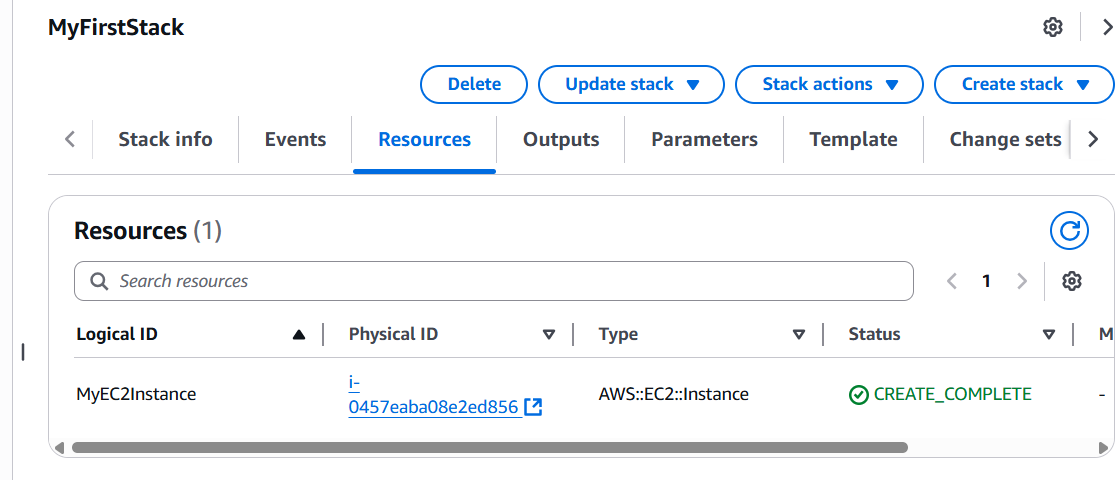 MyFirstStack
Delete Update stack Stack actions Create stack
Stack info Events Resources Outputs Parameters Template Change sets
Resources (1)
Search resources 1
Logical ID Physical ID Type Status M
MyEC2Instance i-0457eaba08e2ed856 AWS::EC2::Instance CREATE_COMPLETE -